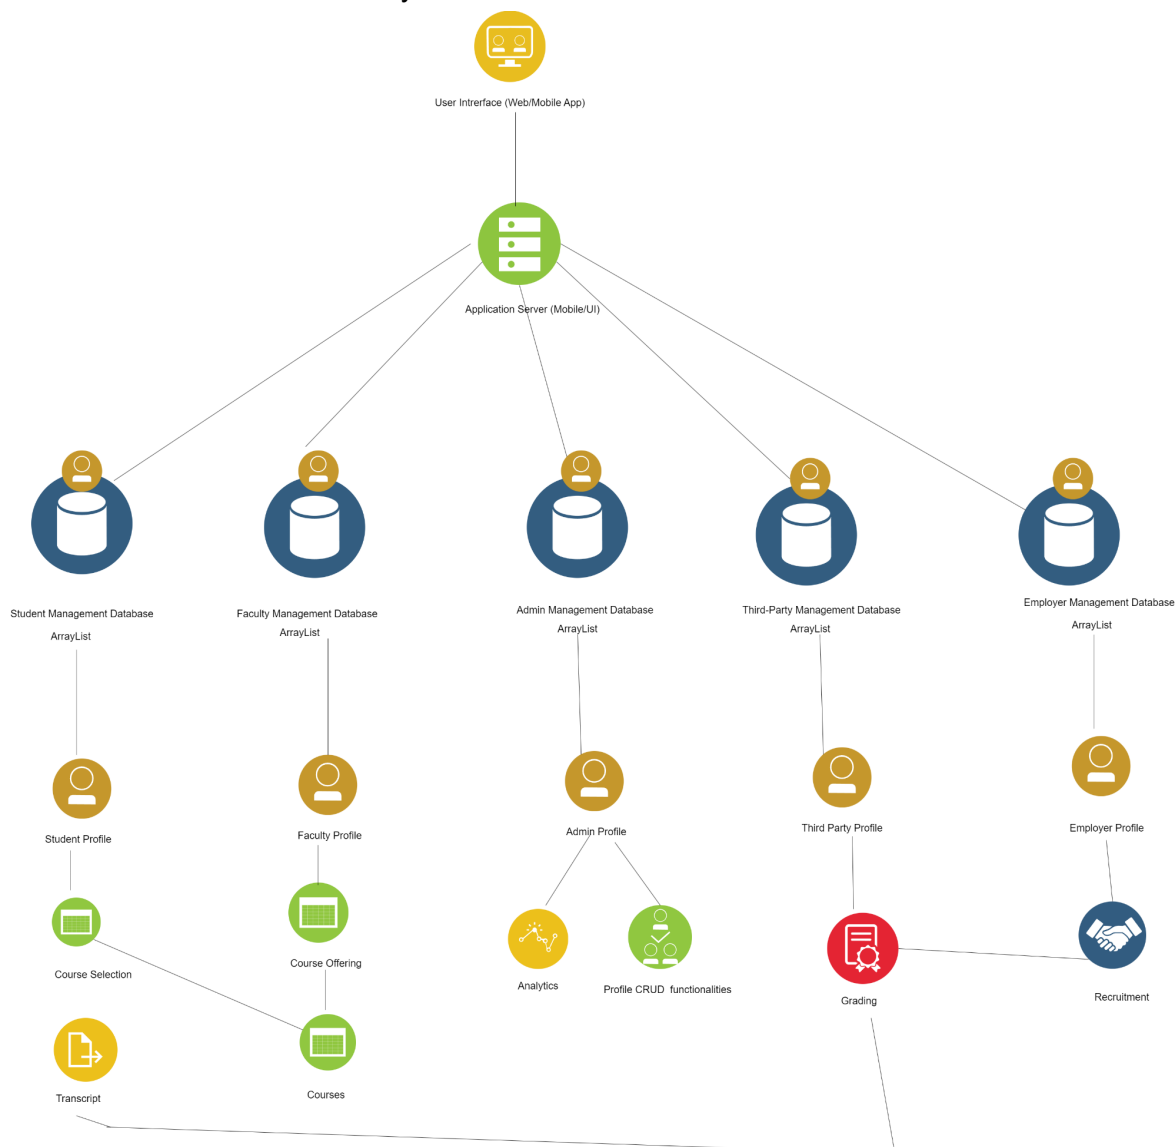 User Intrerface (Web/Mobile App)
Application Server (Mobile/UI)
Student Management Database
ArrayList
Faculty Management Database
ArrayList
Admin Management Database
ArrayList
Third-Party Management Database
ArrayList
Employer Management Database
ArrayList
Student Profile
Faculty Profile
Admin Profile
Third Party Profile
Employer Profile
Course Selection
Course Offering
Analytics
Profile CRUD functionalities
Grading
Recruitment
Transcript
Courses